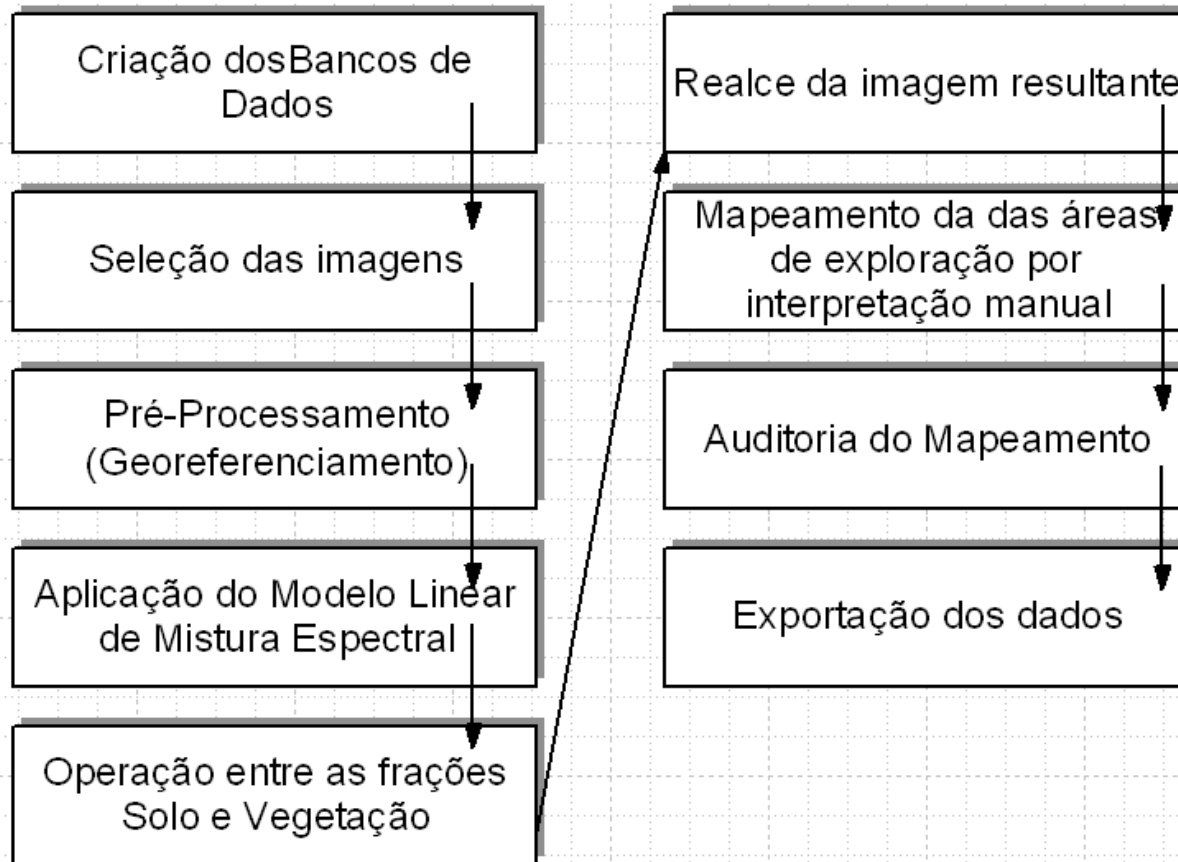 Criação dosBancos de
Dados
Seleção das imagens
Pré-Processamento
(Georeferenciamento)
Aplicação do Modelo Linear
de Mistura Espectral
Operação entre as frações
Solo e Vegetação
Realce da imagem resultante
Mapeamento da das áreas
de exploração por
interpretação manual
Auditoria do Mapeamento
Exportação dos dados